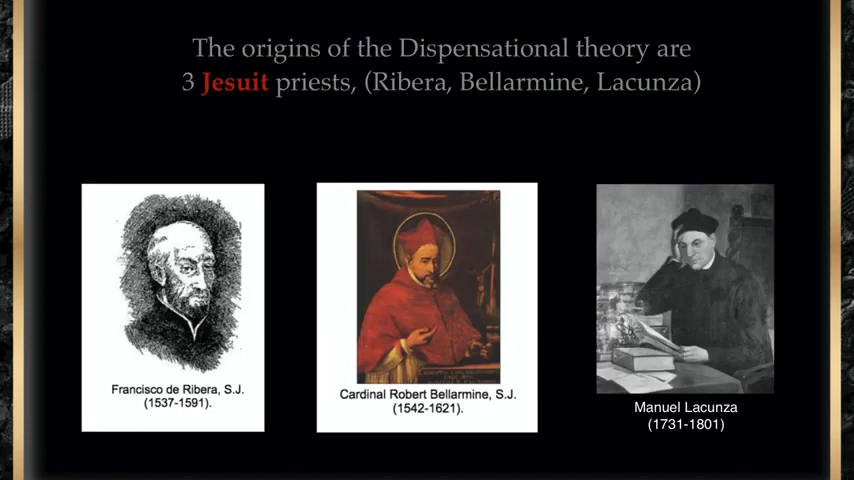 The origins of the Dispensational theory are
3 Jesuit priests, (Ribera, Bellarmine, Lacunza)
Francisco de Ribera, S.J.
(1537-1591).
Cardinal Robert Bellarmine, S.J.
(1542-1621).
Manuel Lacunza
(1731-1801)